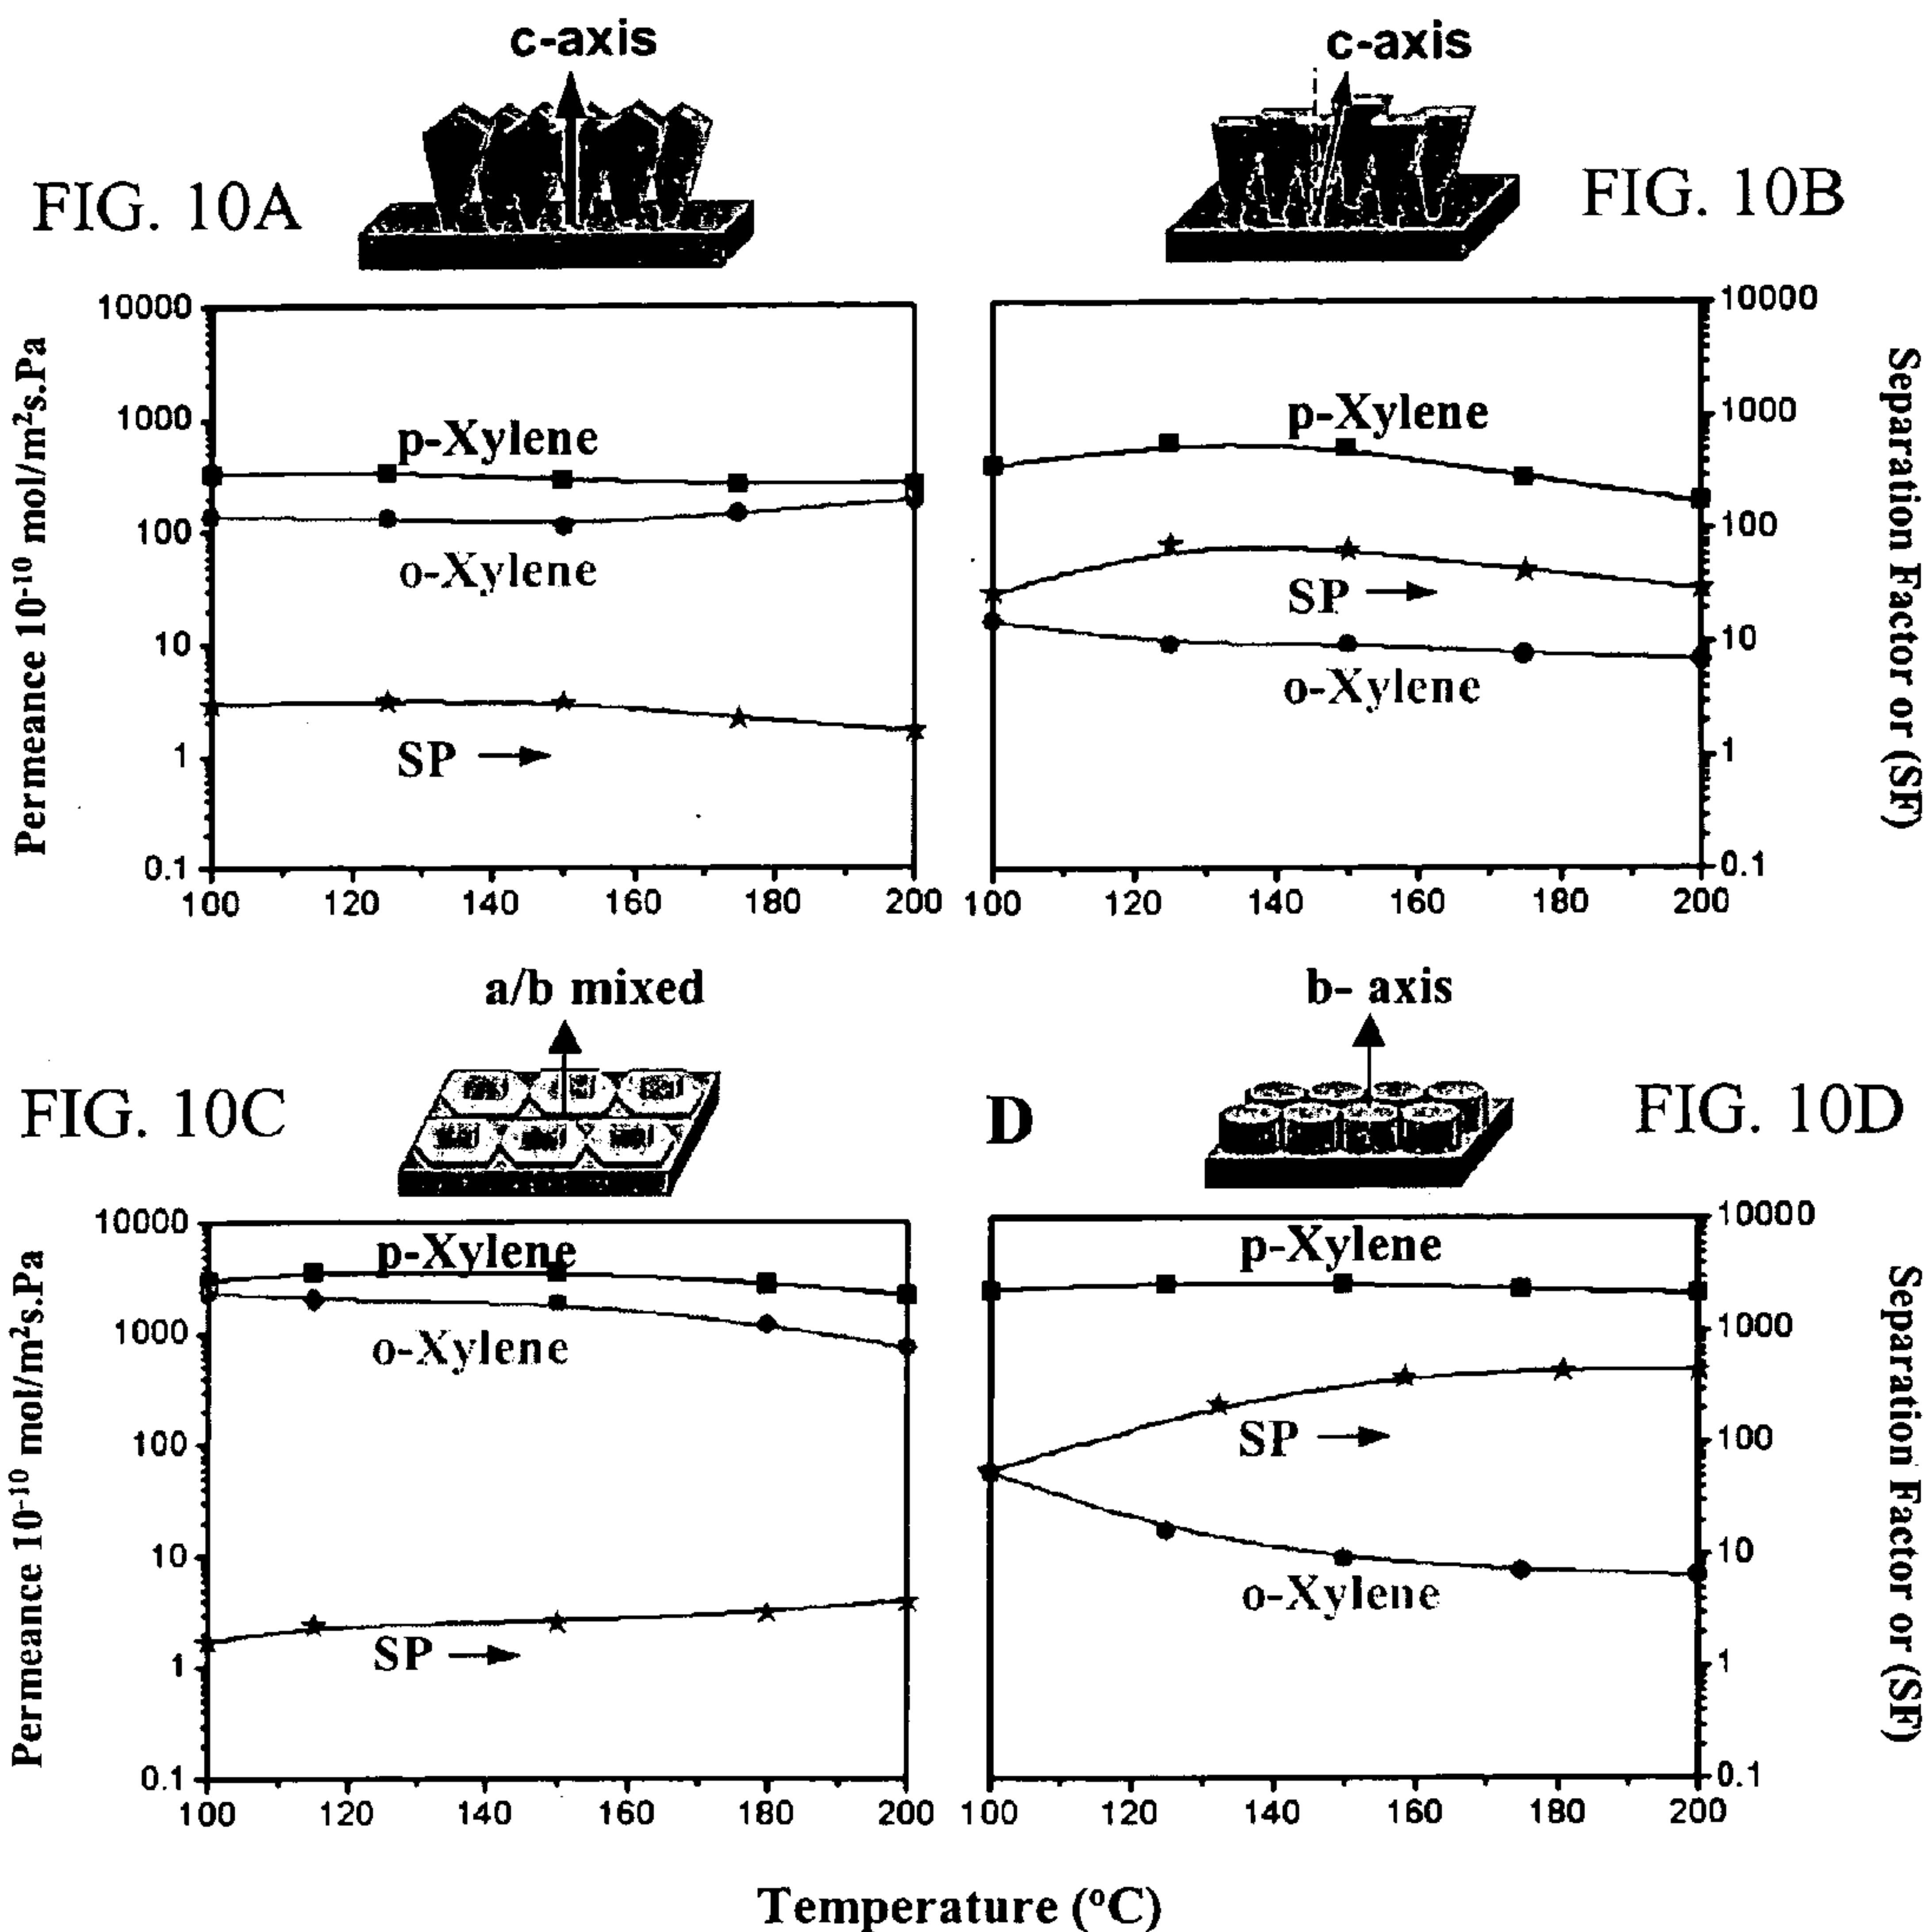 c-axis
c-axis
FIG. 10A
FIG. 10B
10000
1000
100
10
1
0.1
Permeance 10⁻¹⁰ mol/m²s.Pa
p-Xylene
o-Xylene
SP
100 120 140 160 180 200
p-Xylene
SP
o-Xylene
10000
1000
100
10
1
0.1
Separation Factor or (SF)
100 120 140 160 180 200
a/b mixed
b- axis
FIG. 10C
D
FIG. 10D
10000
1000
100
10
1
0.1
Permeance 10⁻¹⁰ mol/m²s.Pa
p-Xylene
o-Xylene
SP
100 120 140 160 180 200
p-Xylene
SP
o-Xylene
10000
1000
100
10
1
0.1
Separation Factor or (SF)
100 120 140 160 180 200
Temperature (°C)